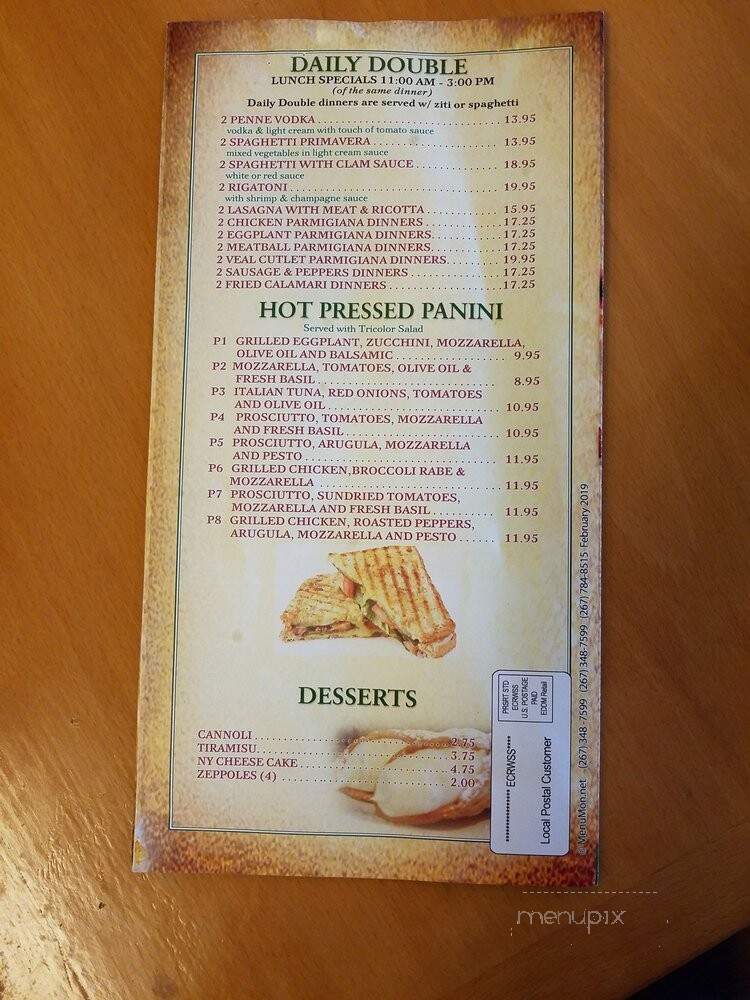 DAILY DOUBLE
LUNCH SPECIALS 11:00 AM - 3:00 PM
(of the same dinner)
Daily Double dinners are served w/ ziti or spaghetti
2 PENNE VODKA 13.95
vodka & light cream with touch of tomato sauce
2 SPAGHETTI PRIMAVERA 13.95
mixed vegetables in light cream sauce
2 SPAGHETTI WITH CLAM SAUCE 18.95
white or red sauce
2 RIGATONI 19.95
with shrimp & champagne sauce
2 LASAGNA WITH MEAT & RICOTTA 15.95
2 CHICKEN PARMIGIANA DINNERS 17.25
2 EGGPLANT PARMIGIANA DINNERS 17.25
2 MEATBALL PARMIGIANA DINNERS 17.25
2 VEAL CUTLET PARMIGIANA DINNERS 19.95
2 SAUSAGE & PEPPERS DINNERS 17.25
2 FRIED CALAMARI DINNERS 17.25
HOT PRESSED PANINI
Served with Tricolor Salad
P1 GRILLED EGGPLANT, ZUCCHINI, MOZZARELLA,
OLIVE OIL AND BALSAMIC 9.95
P2 MOZZARELLA, TOMATOES, OLIVE OIL &
FRESH BASIL 8.95
P3 ITALIAN TUNA, RED ONIONS, TOMATOES
AND OLIVE OIL 10.95
P4 PROSCIUTTO, TOMATOES, MOZZARELLA
AND FRESH BASIL 10.95
P5 PROSCIUTTO, ARUGULA, MOZZARELLA
AND PESTO 11.95
P6 GRILLED CHICKEN,BROCCOLI RABE &
MOZZARELLA 11.95
P7 PROSCIUTTO, SUNDRIED TOMATOES,
MOZZARELLA AND FRESH BASIL 11.95
P8 GRILLED CHICKEN, ROASTED PEPPERS,
ARUGULA, MOZZARELLA AND PESTO 11.95
DESSERTS
CANNOLI 2.75
TIRAMISU 3.75
NY CHEESE CAKE 4.75
ZEPPOLES (4) 2.00
PRSRT STD
ECRWSS
U.S. POSTAGE
PAID
EDDM Retail
****************ECRWSS****
Local Postal Customer
@MenuMon.net (267) 348-7599 (267) 348-7599 (267) 784-8515 February 2019
menupix